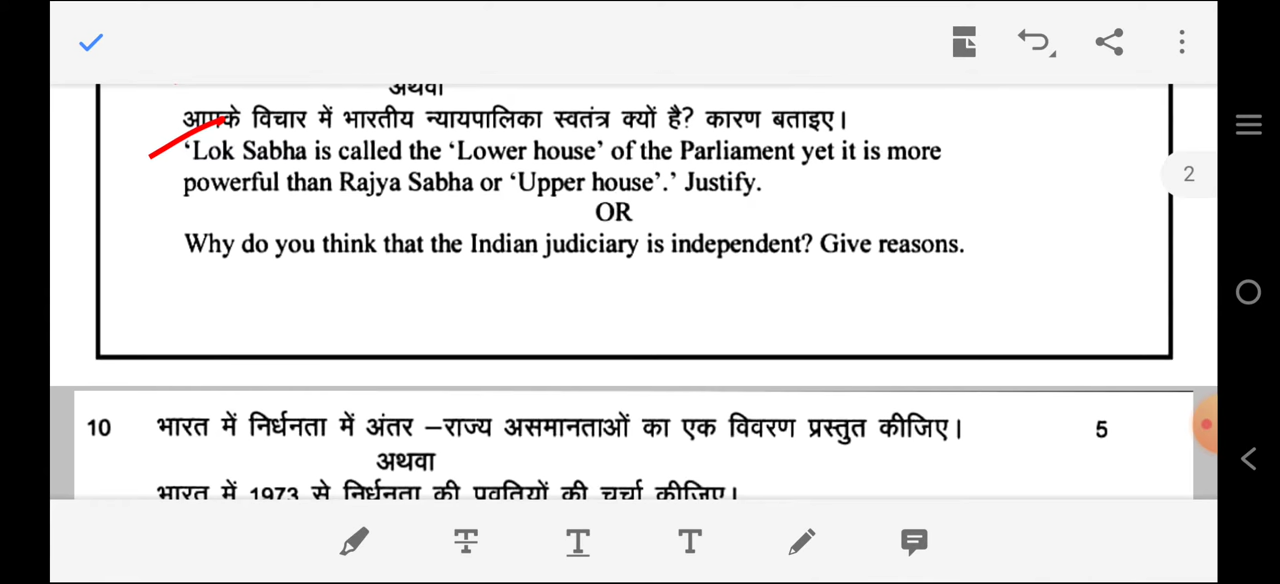 अथवा
आपके विचार में भारतीय न्यायपालिका स्वतंत्र क्यों है? कारण बताइए।
‘Lok Sabha is called the ‘Lower house’ of the Parliament yet it is more
powerful than Rajya Sabha or ‘Upper house’.’ Justify.
OR
Why do you think that the Indian judiciary is independent? Give reasons.
2
10 भारत में निर्धनता में अंतर –राज्य असमानताओं का एक विवरण प्रस्तुत कीजिए। 5
अथवा
भारत में 1973 से निर्धनता की प्रवृतियों की चर्चा कीजिए।
T T T